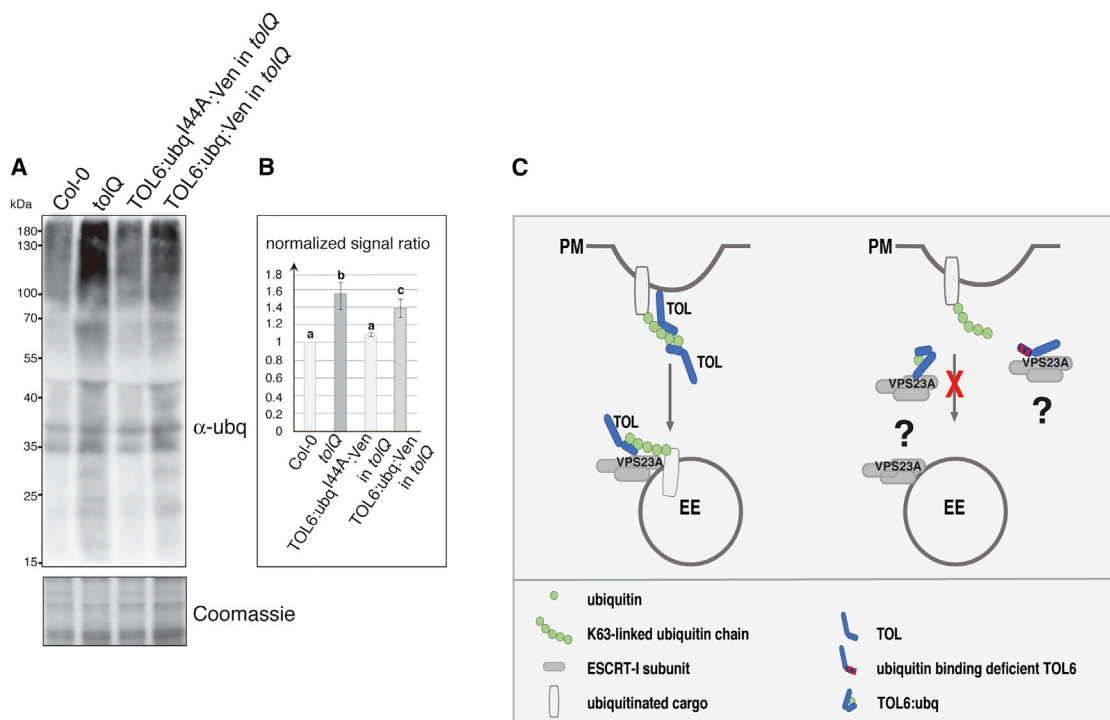 A
kDa
Col-0
tolQ
TOL6:ubqI44A:Ven in tolQ
TOL6:ubq:Ven in tolQ
180
130
100
70
55
40
35
25
15
α-ubq
Coomassie
B
normalized signal ratio
1.8
1.6
1.4
1.2
1
0.8
0.6
0.4
0.2
0
a
b
a
c
Col-0
tolQ
TOL6:ubqI44A:Ven
in tolQ
TOL6:ubq:Ven
in tolQ
C
PM
TOL
TOL
TOL
VPS23A
EE
PM
VPS23A
X
VPS23A
?
?
VPS23A
EE
ubiquitin
K63-linked ubiquitin chain
ESCRT-I subunit
ubiquitinated cargo
TOL
ubiquitin binding deficient TOL6
TOL6:ubq